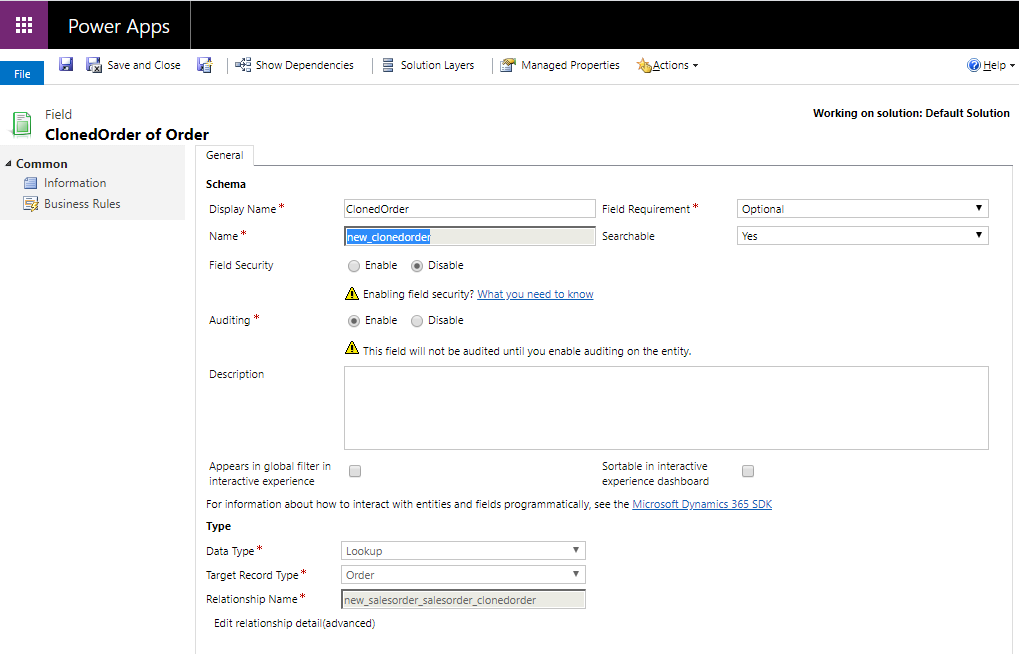 Power Apps
File
Save and Close
Show Dependencies
Solution Layers
Managed Properties
Actions
Help
Field
ClonedOrder of Order
Working on solution: Default Solution
Common
Information
Business Rules
General
Schema
Display Name * ClonedOrder Field Requirement * Optional
Name * new_clonedorder Searchable Yes
Field Security Enable Disable
Enabling field security? What you need to know
Auditing * Enable Disable
This field will not be audited until you enable auditing on the entity.
Description
Appears in global filter in
interactive experience
Sortable in interactive
experience dashboard
For information about how to interact with entities and fields programmatically, see the Microsoft Dynamics 365 SDK
Type
Data Type * Lookup
Target Record Type * Order
Relationship Name * new_salesorder_salesorder_clonedorder
Edit relationship detail(advanced)